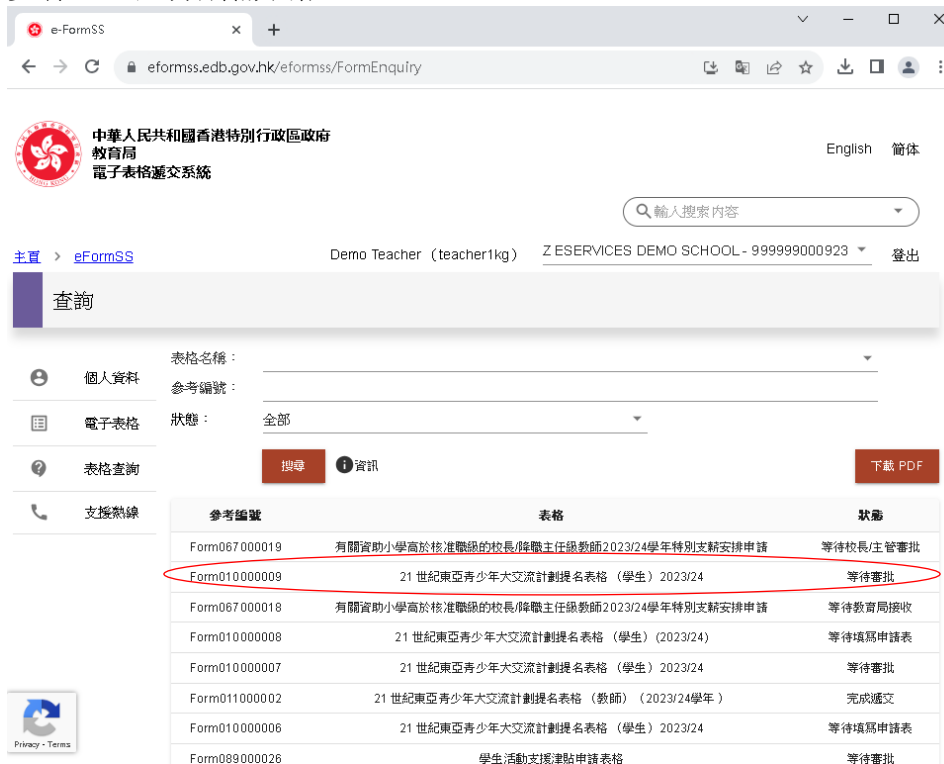 e-FormSS
eformss.edb.gov.hk/eformss/FormEnquiry
中華人民共和國香港特別行政區政府
教育局
電子表格遞交系統
English 簡体
輸入搜索内容
主頁 > eFormSS Demo Teacher (teacher1kg) Z ESERVICES DEMO SCHOOL - 999999000923 登出
查詢
表格名稱：
個人資料
參考編號：
電子表格
狀態： 全部
表格查詢
搜尋 資訊 下載 PDF
支援熱線
參考編號 表格 狀態
Form067000019 有關資助小學高於核准職級的校長/降職主任級教師2023/24學年特別支薪安排申請 等待校長/主管審批
Form010000009 21 世紀東亞青少年大交流計劃提名表格 （學生）2023/24 等待審批
Form067000018 有關資助小學高於核准職級的校長/降職主任級教師2023/24學年特別支薪安排申請 等待教育局接收
Form010000008 21 世紀東亞青少年大交流計劃提名表格 （學生）(2023/24) 等待填寫申請表
Form010000007 21 世紀東亞青少年大交流計劃提名表格 （學生）2023/24 等待審批
Form011000002 21 世紀東亞青少年大交流計劃提名表格 （教師）（2023/24學年） 完成遞交
Form010000006 21 世紀東亞青少年大交流計劃提名表格 （學生）2023/24 等待填寫申請表
Privacy - Terms
Form089000026 學生活動支援津貼申請表格 等待審批